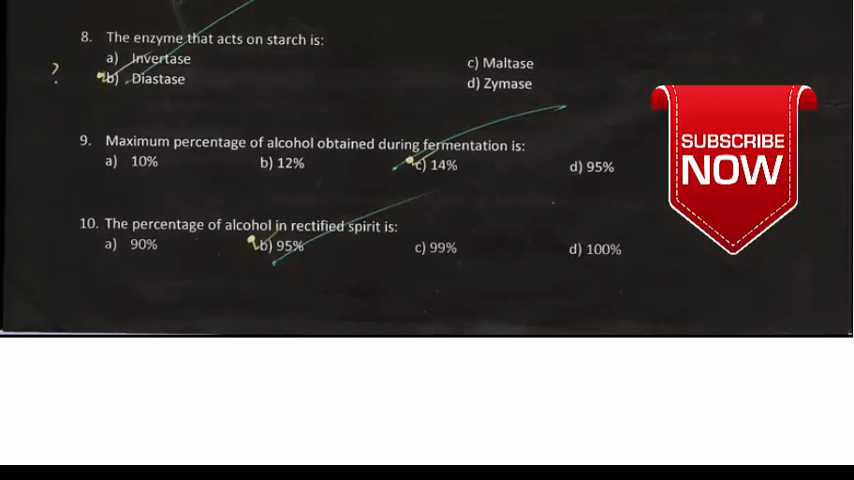 8. The enzyme that acts on starch is:
a) Invertase c) Maltase
? b) Diastase d) Zymase
9. Maximum percentage of alcohol obtained during fermentation is:
a) 10% b) 12% c) 14% d) 95%
10. The percentage of alcohol in rectified spirit is:
a) 90% b) 95% c) 99% d) 100%
SUBSCRIBE
NOW